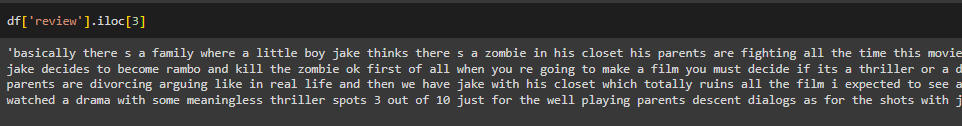 df['review'].iloc[3]
'basically there s a family where a little boy jake thinks there s a zombie in his closet his parents are fighting all the time this movie
jake decides to become rambo and kill the zombie ok first of all when you re going to make a film you must decide if its a thriller or a d
parents are divorcing arguing like in real life and then we have jake with his closet which totally ruins all the film i expected to see a
watched a drama with some meaningless thriller spots 3 out of 10 just for the well playing parents descent dialogs as for the shots with j